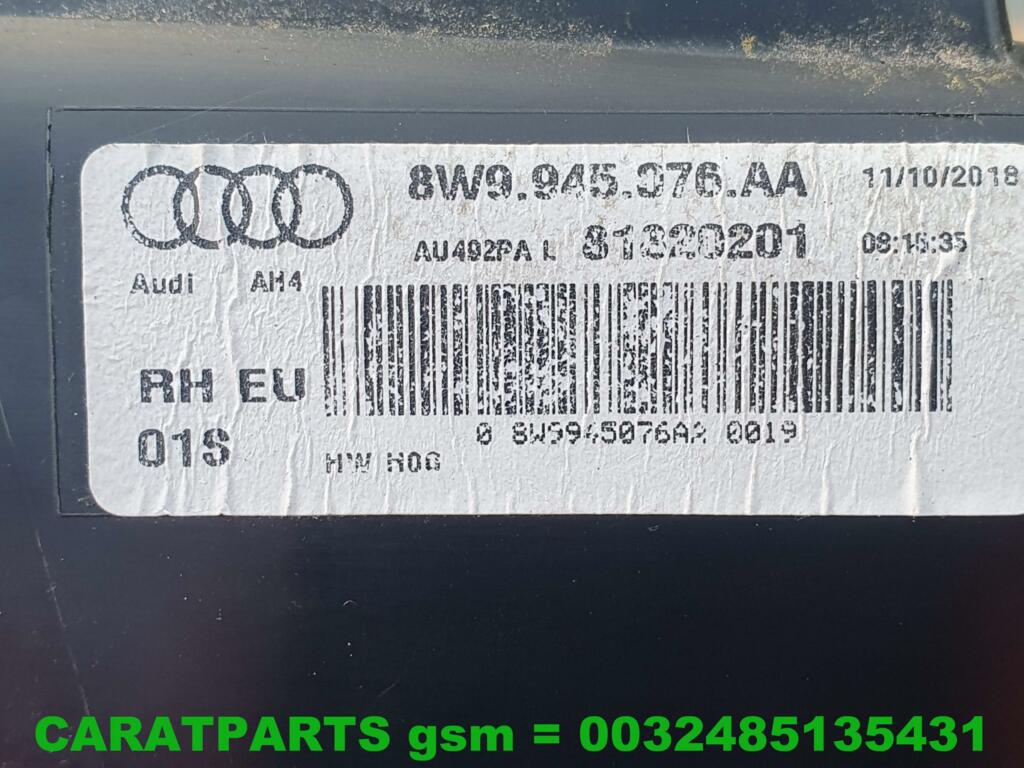 8W9.945.076.AA 11/10/2018
AU492PA L 81320201 08:15:35
Audi AH4
RH EU
01S
0 8W9945076AA 0019
HW H06
CARATPARTS gsm = 0032485135431